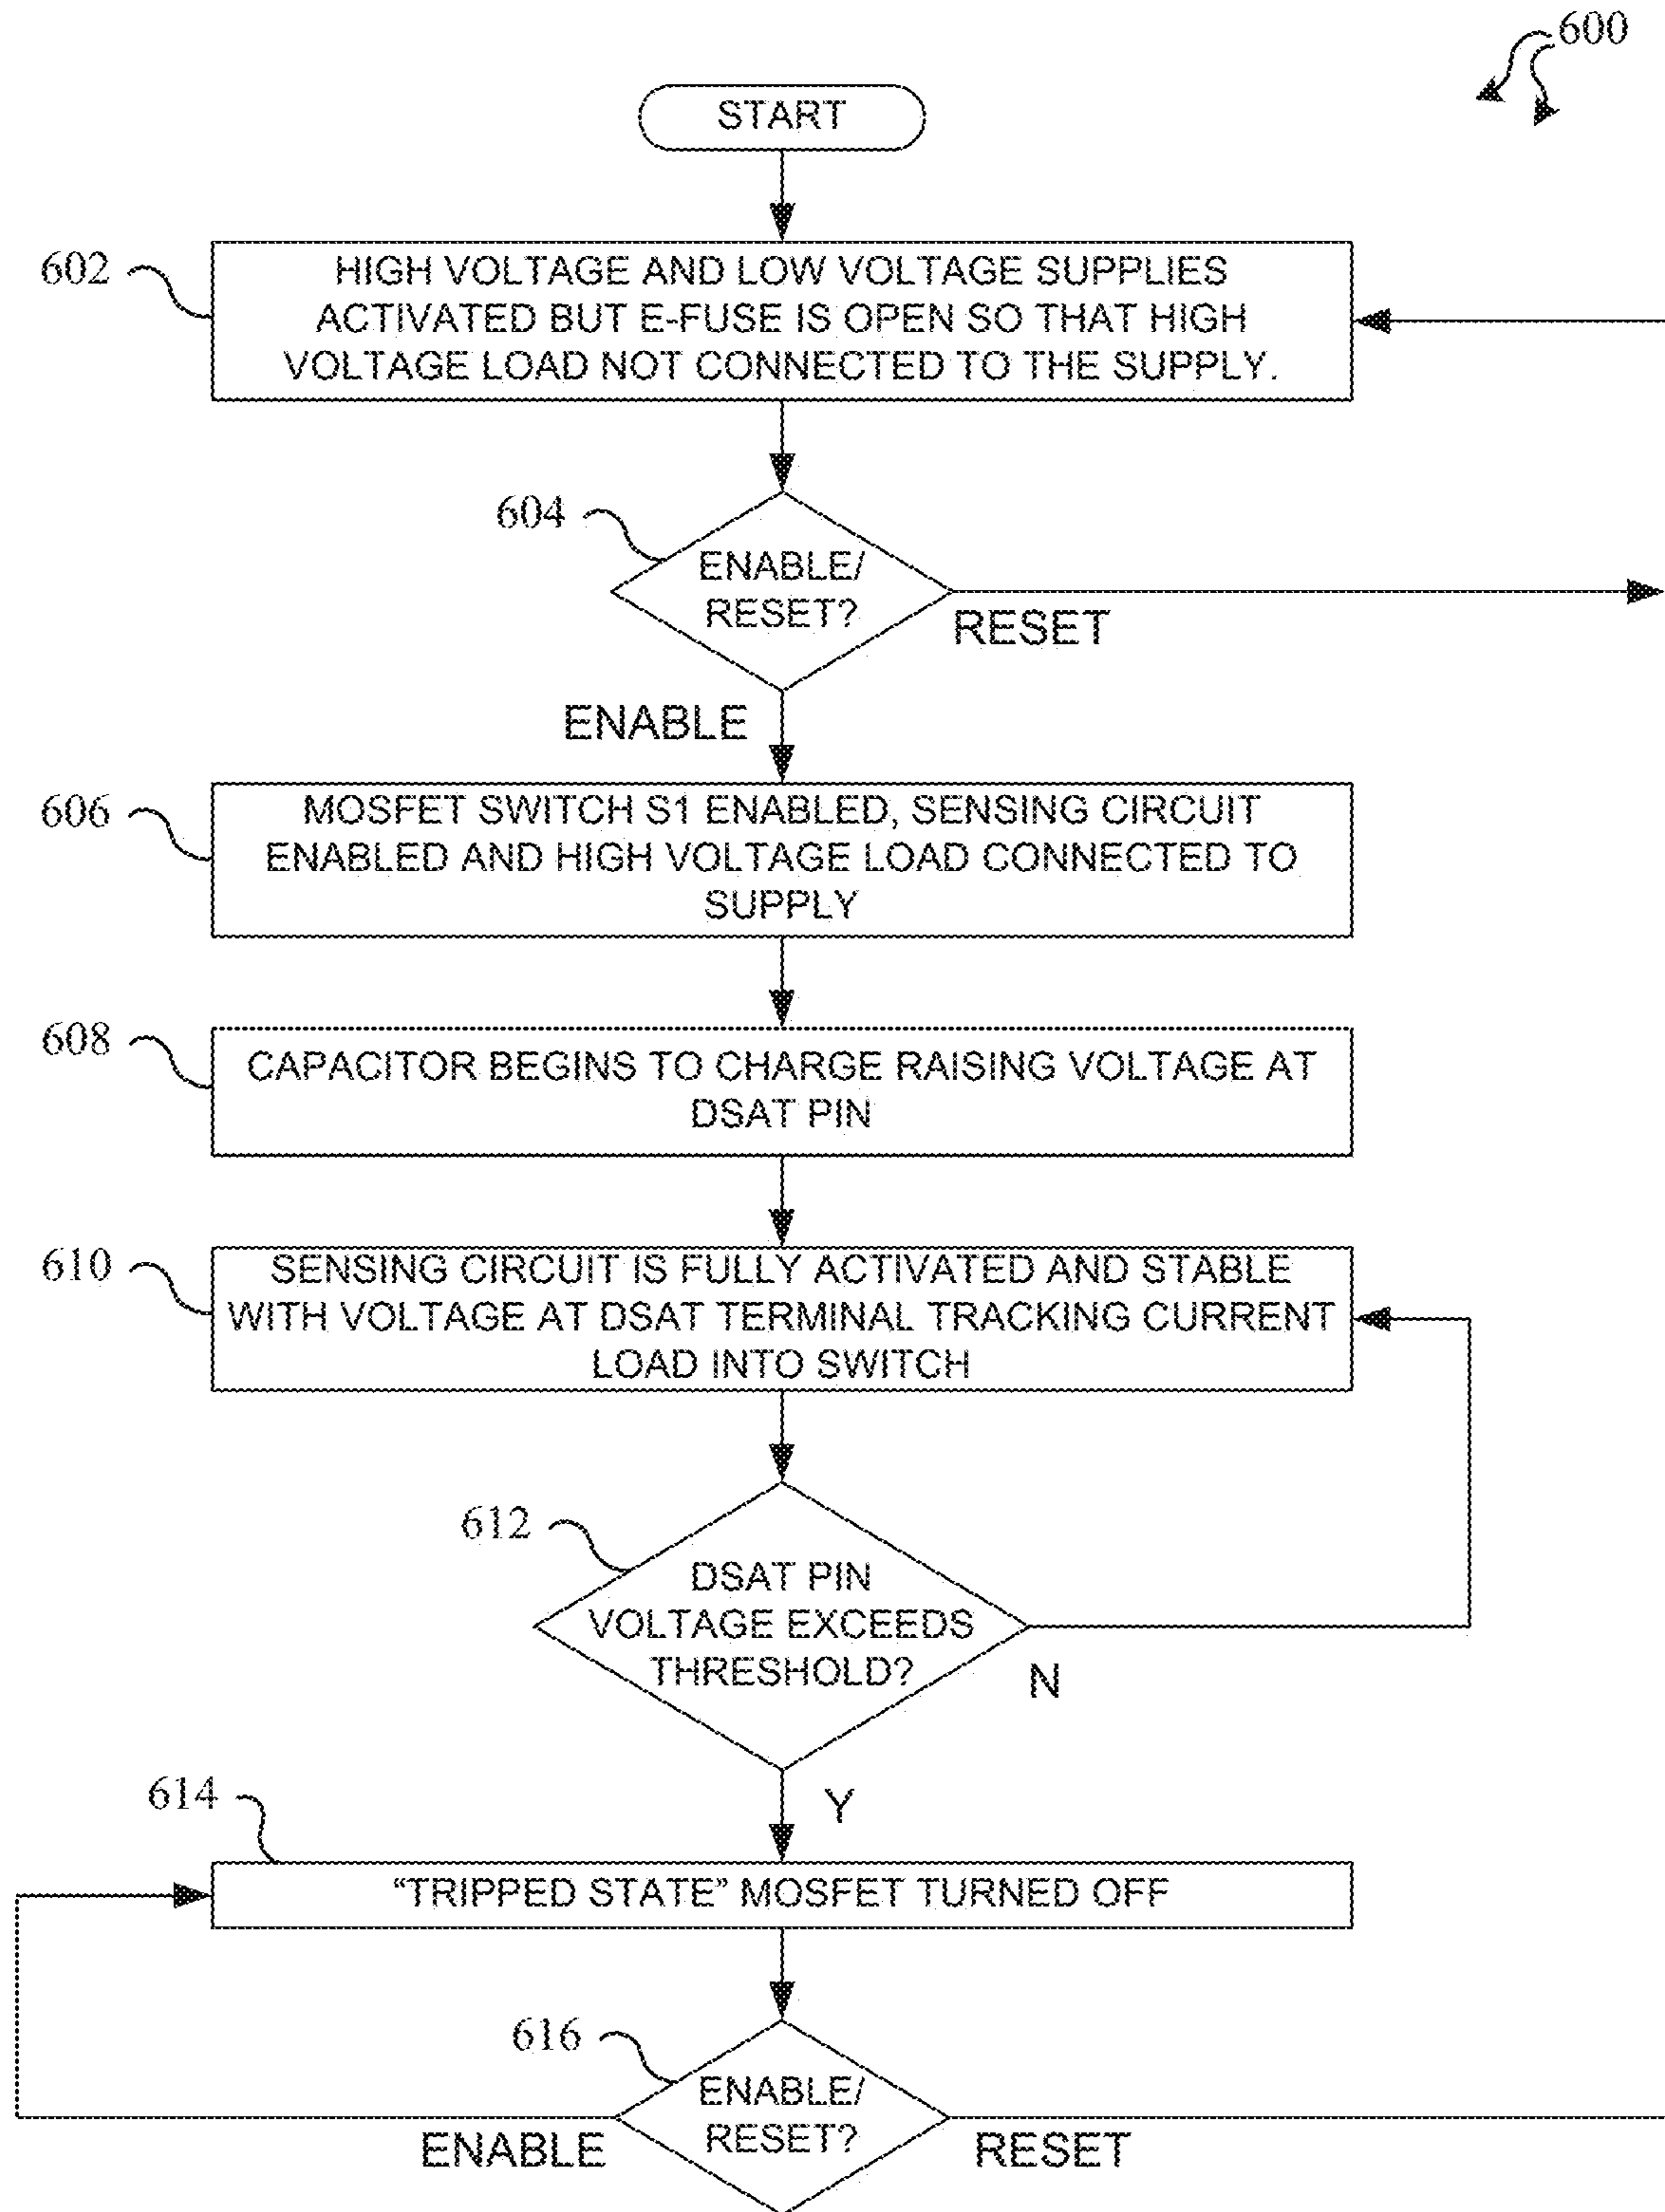 600
START
602
HIGH VOLTAGE AND LOW VOLTAGE SUPPLIES
ACTIVATED BUT E-FUSE IS OPEN SO THAT HIGH
VOLTAGE LOAD NOT CONNECTED TO THE SUPPLY.
604
ENABLE/
RESET?
RESET
ENABLE
606
MOSFET SWITCH S1 ENABLED, SENSING CIRCUIT
ENABLED AND HIGH VOLTAGE LOAD CONNECTED TO
SUPPLY
608
CAPACITOR BEGINS TO CHARGE RAISING VOLTAGE AT
DSAT PIN
610
SENSING CIRCUIT IS FULLY ACTIVATED AND STABLE
WITH VOLTAGE AT DSAT TERMINAL TRACKING CURRENT
LOAD INTO SWITCH
612
DSAT PIN
VOLTAGE EXCEEDS
THRESHOLD?
N
Y
614
“TRIPPED STATE” MOSFET TURNED OFF
616
ENABLE/
RESET?
ENABLE
RESET